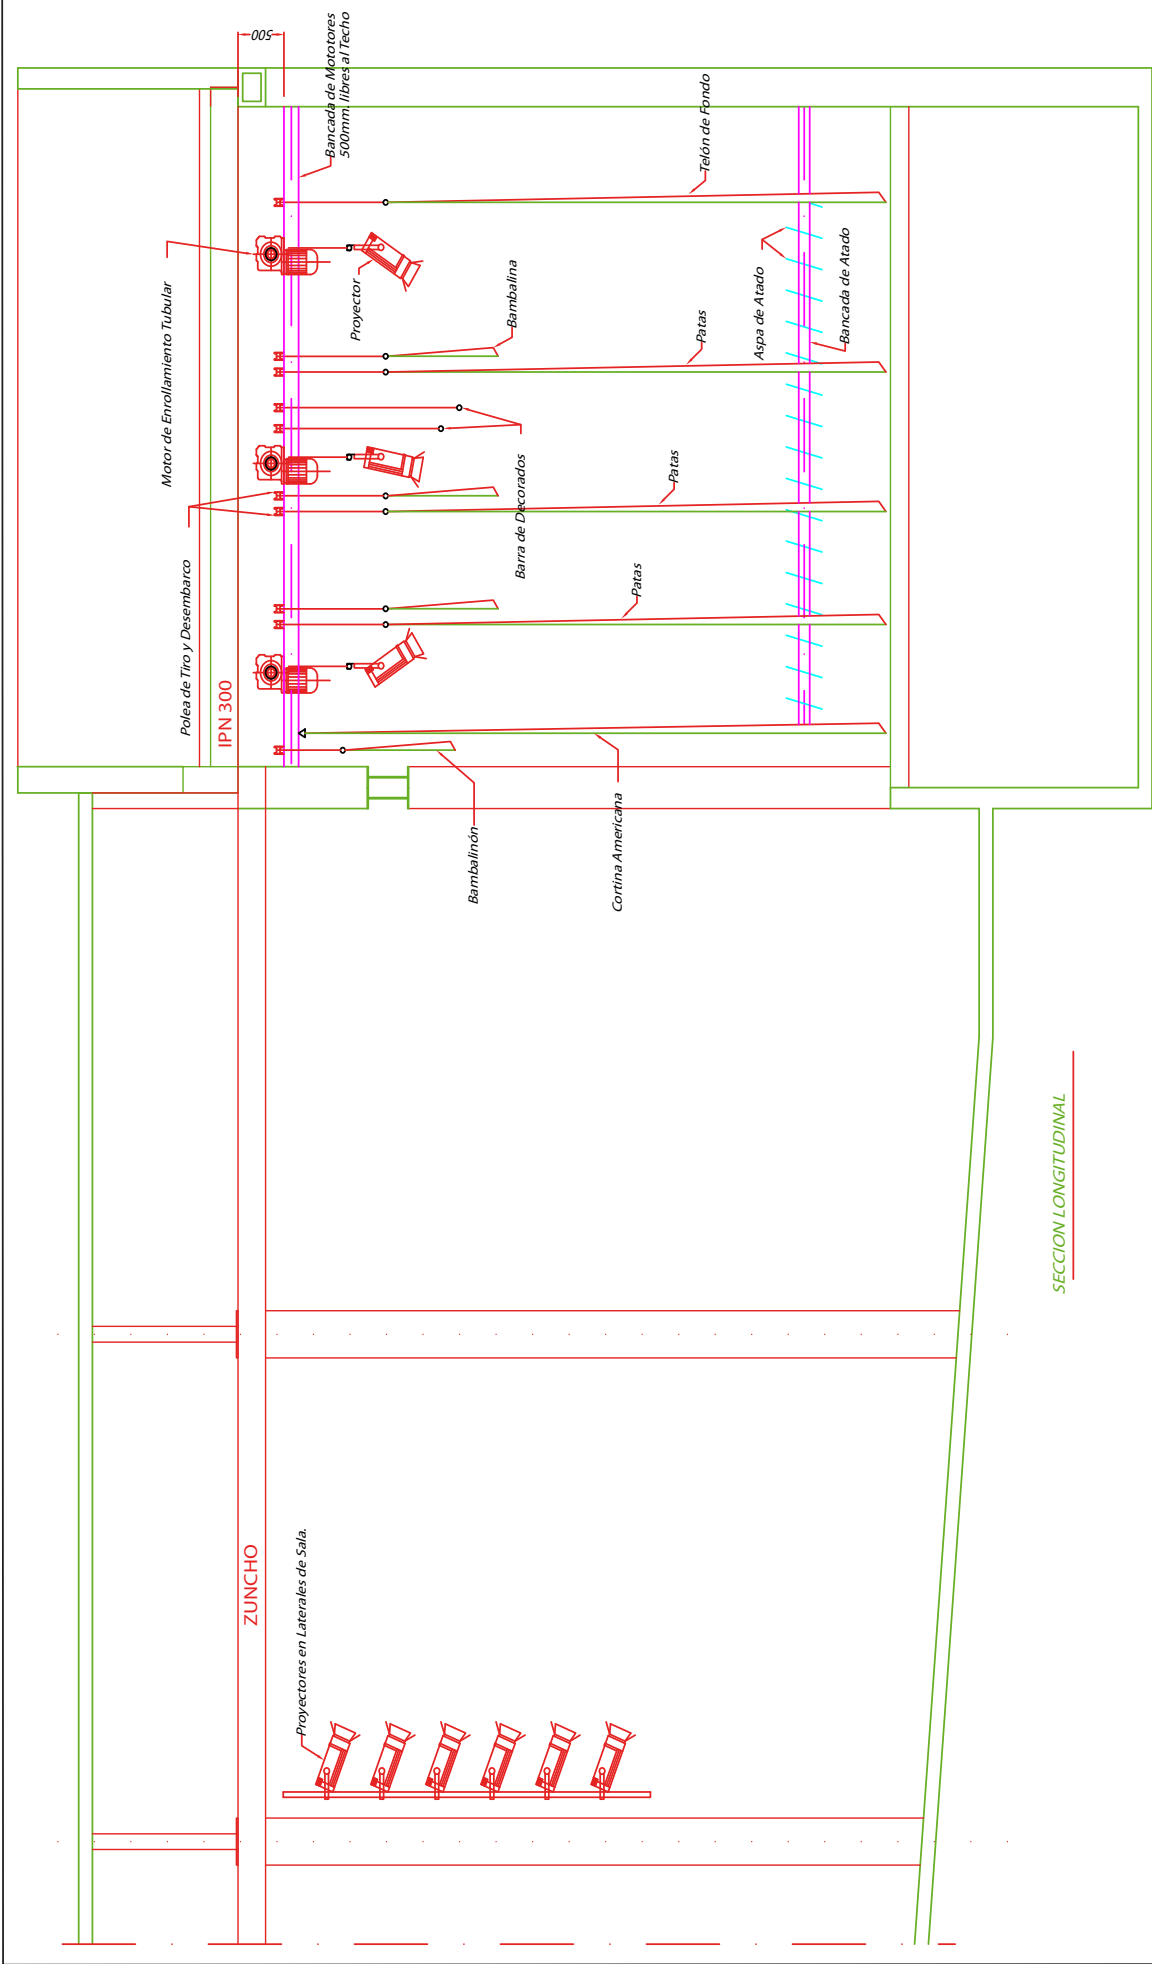 500
Bancada de Mototores
500mm. libres al Techo
Telón de Fondo
Motor de Enrollamiento Tubular
Proyector
Bambalina
Patas
Aspa de Atado
Bancada de Atado
Polea de Tiro y Desembarco
Barra de Decorados
Patas
Patas
IPN 300
Bambalinón
Cortina Americana
SECCION LONGITUDINAL
ZUNCHO
Proyectores en Laterales de Sala.